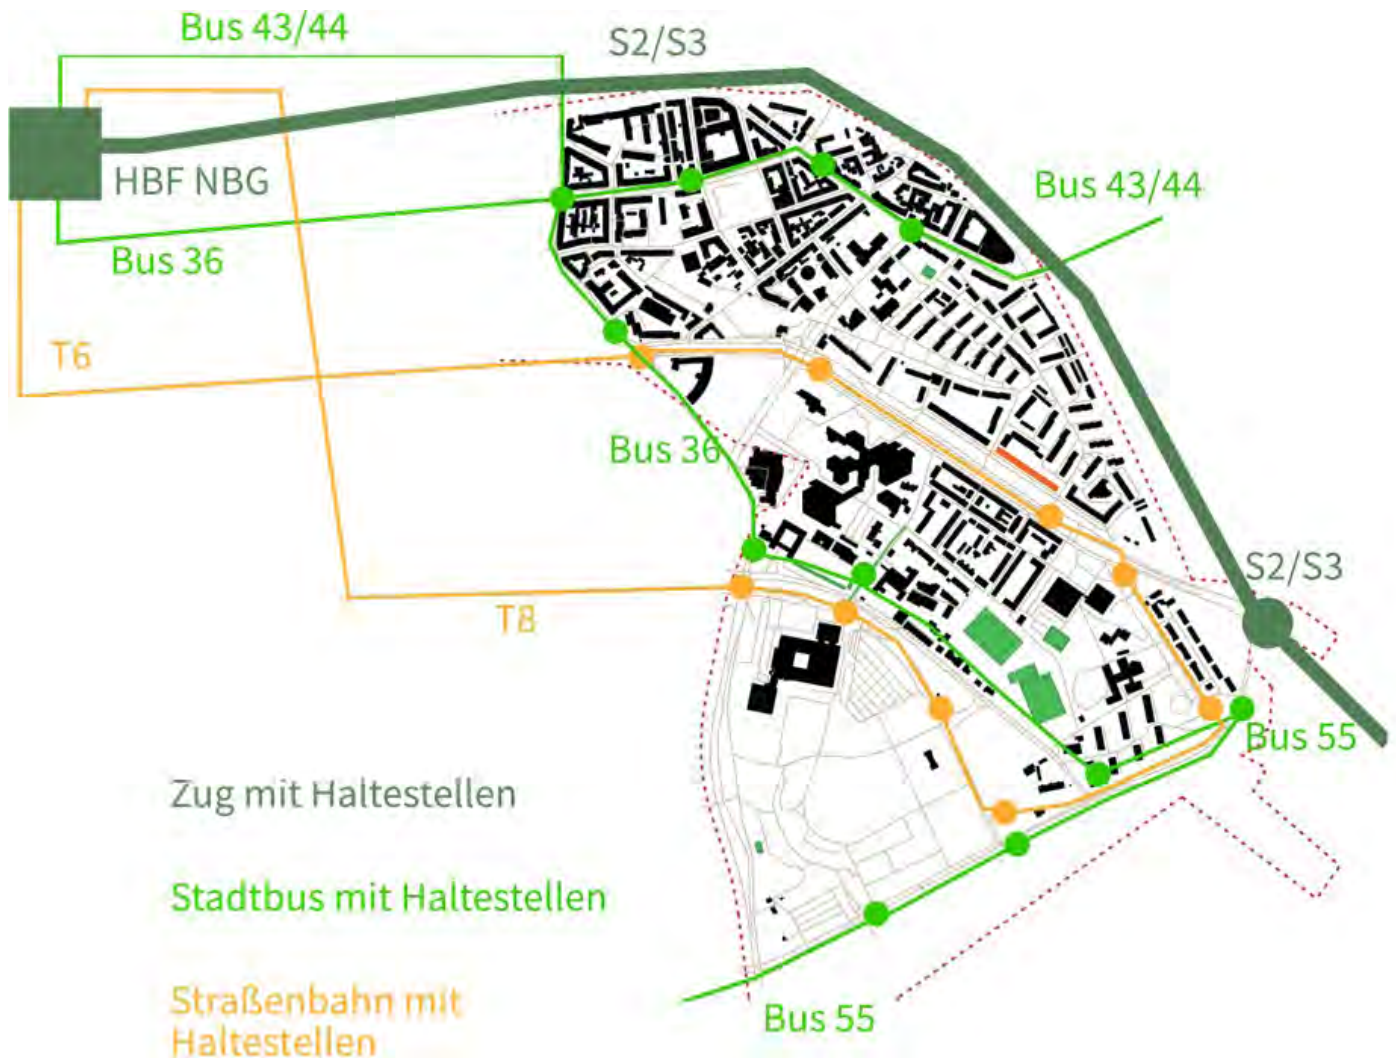 Bus 43/44
S2/S3
HBF NBG
Bus 43/44
Bus 36
T6
Bus 36
S2/S3
T8
Bus 55
Zug mit Haltestellen
Stadtbus mit Haltestellen
Straßenbahn mit
Haltestellen
Bus 55